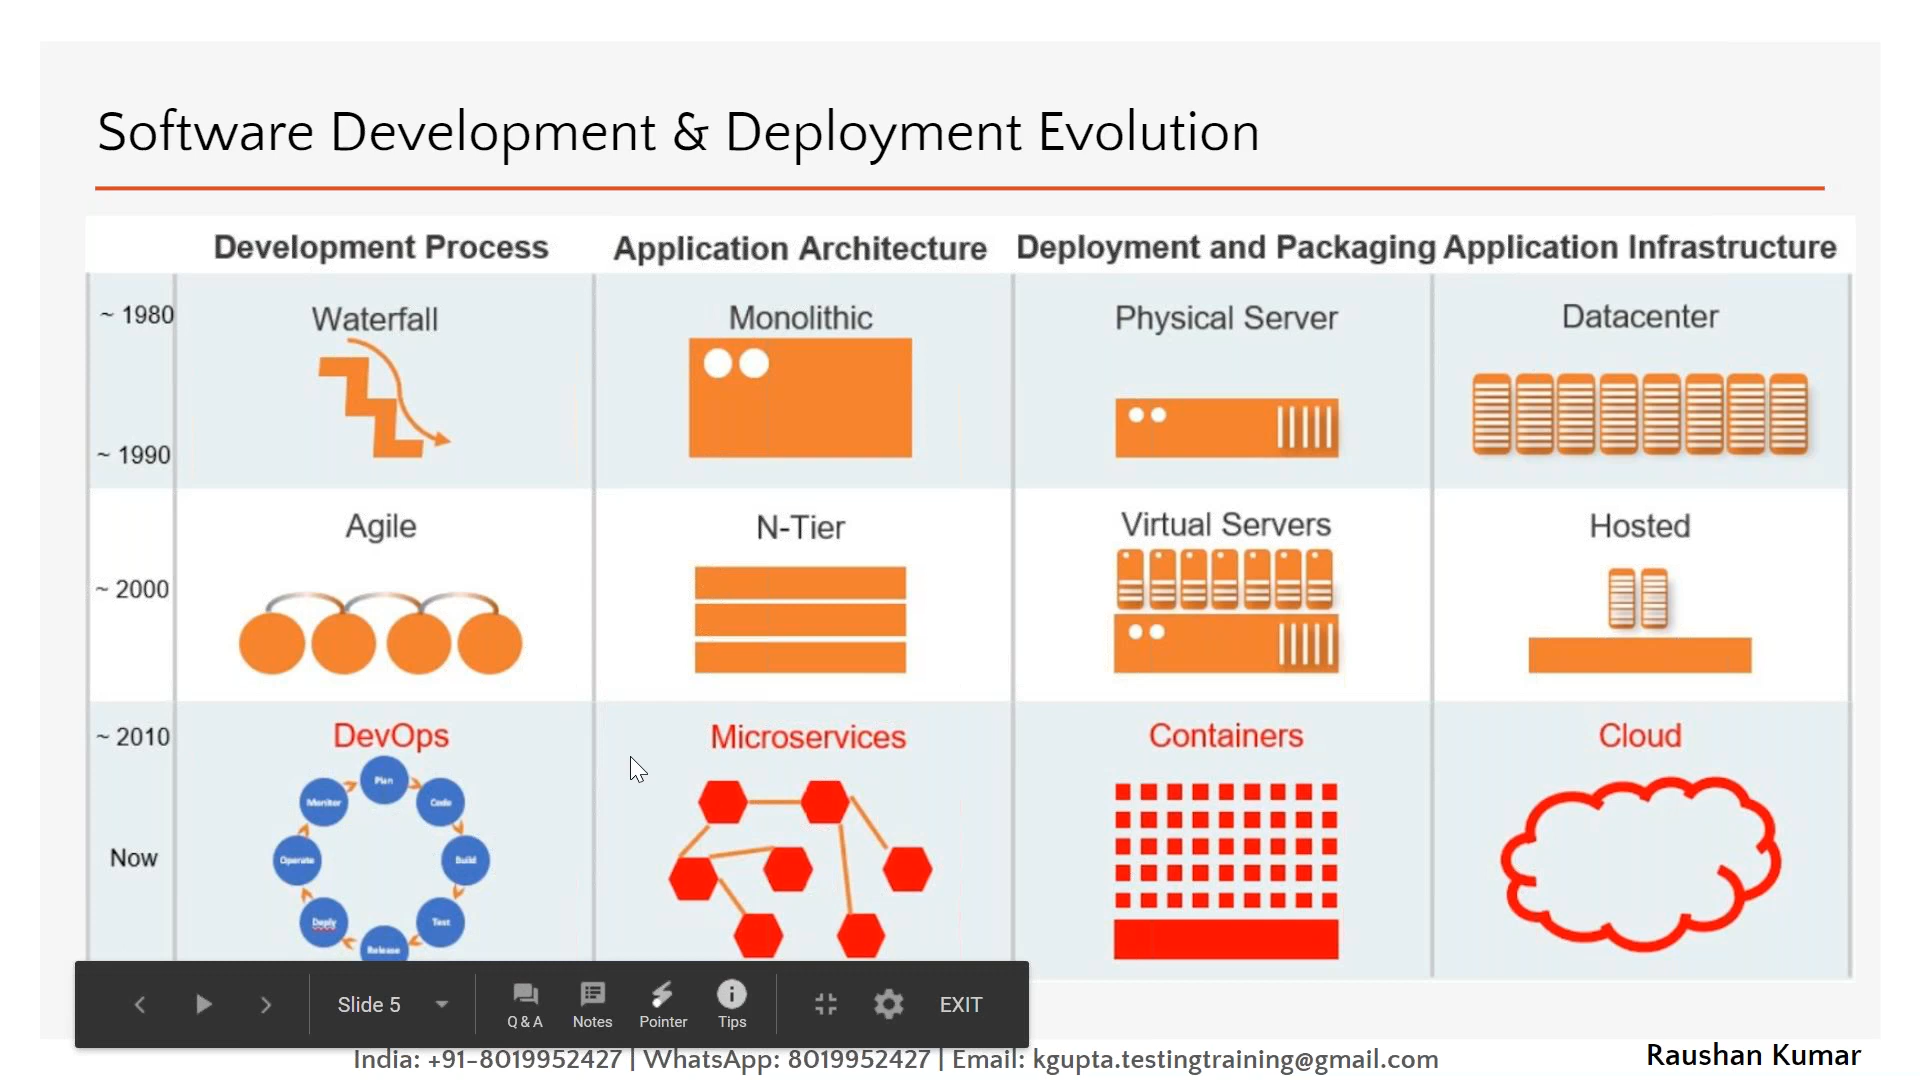 Software Development & Deployment Evolution
Development Process Application Architecture Deployment and Packaging Application Infrastructure
~ 1980 Waterfall Monolithic Physical Server Datacenter
~ 1990
Agile N-Tier Virtual Servers Hosted
~ 2000
~ 2010 DevOps Microservices Containers Cloud
Plan
Monitor Code
Now Operate Build
Deply Test
Release
Slide 5 Q & A Notes Pointer Tips EXIT
India: +91-8019952427 | WhatsApp: 8019952427 | Email: kgupta.testingtraining@gmail.com
Raushan Kumar